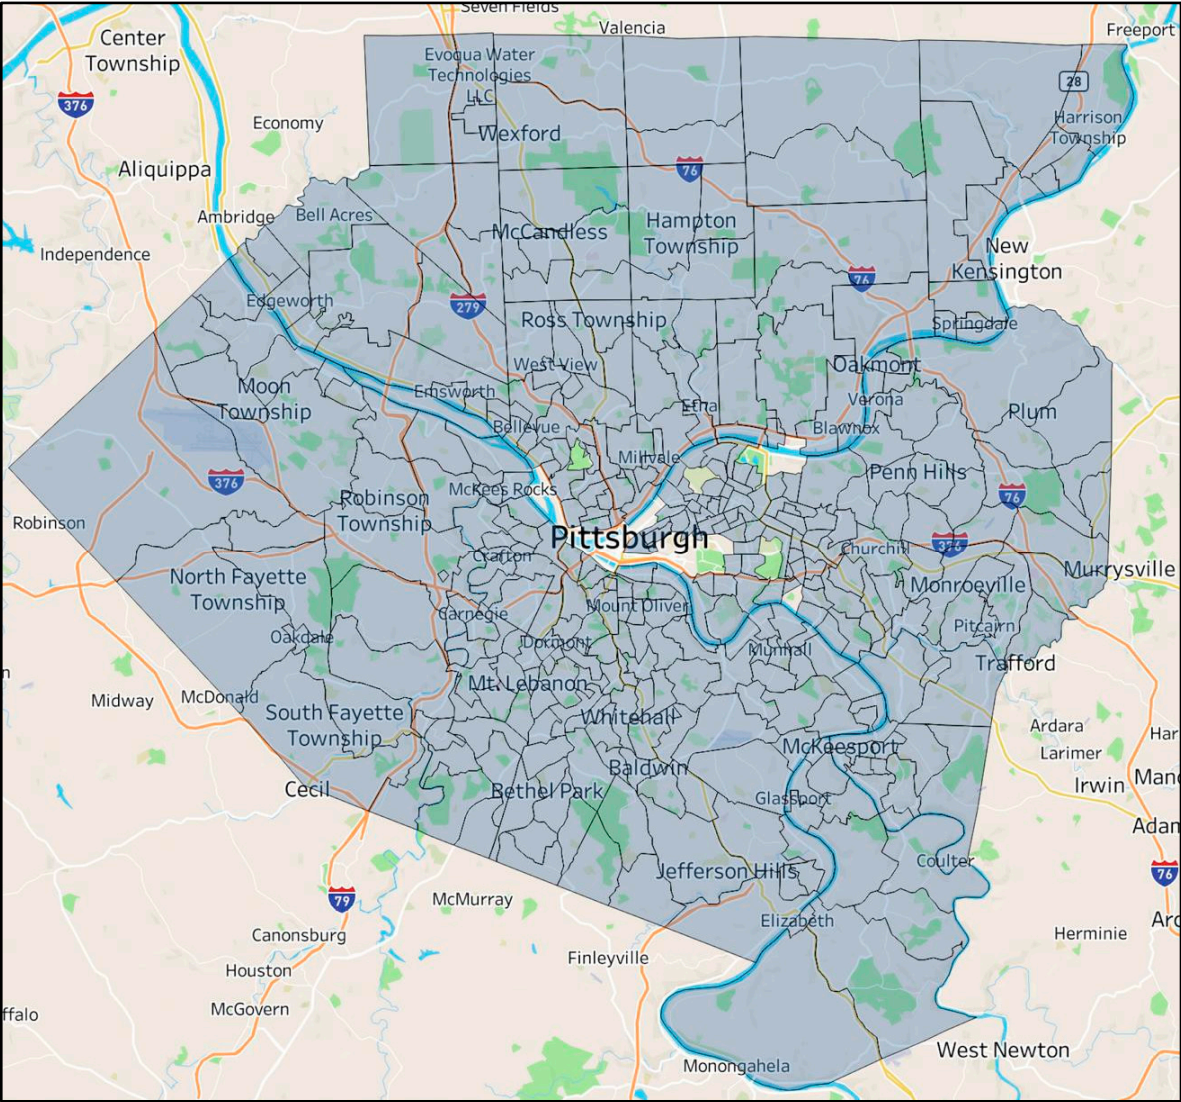 Seven Fields
Valencia
Freeport
Center
Township
Evoqua Water
Technologies
LLC
28
376
Economy
Wexford
Harrison
Township
Aliquippa
76
Ambridge
Bell Acres
McCandless
Hampton
Township
Independence
New
Kensington
76
Edgeworth
279
Ross Township
Springdale
West View
Oakmont
Moon
Township
Emsworth
Etna
Verona
Plum
Bellevue
Blawnox
Millvale
Penn Hills
376
McKees Rocks
Robinson
Township
76
Robinson
Pittsburgh
Crafton
Churchill
376
North Fayette
Township
Monroeville
Murrysville
Carnegie
Mount Oliver
Pitcairn
Oakdale
Dormont
Munhall
Trafford
n
Midway
McDonald
Mt. Lebanon
South Fayette
Township
Whitehall
Ardara
Har
McKeesport
Larimer
Baldwin
Irwin
Cecil
Bethel Park
Glassport
Adam
Coulter
Jefferson Hills
76
79
McMurray
Elizabeth
Canonsburg
Herminie
Finleyville
Houston
McGovern
ffalo
West Newton
Monongahela